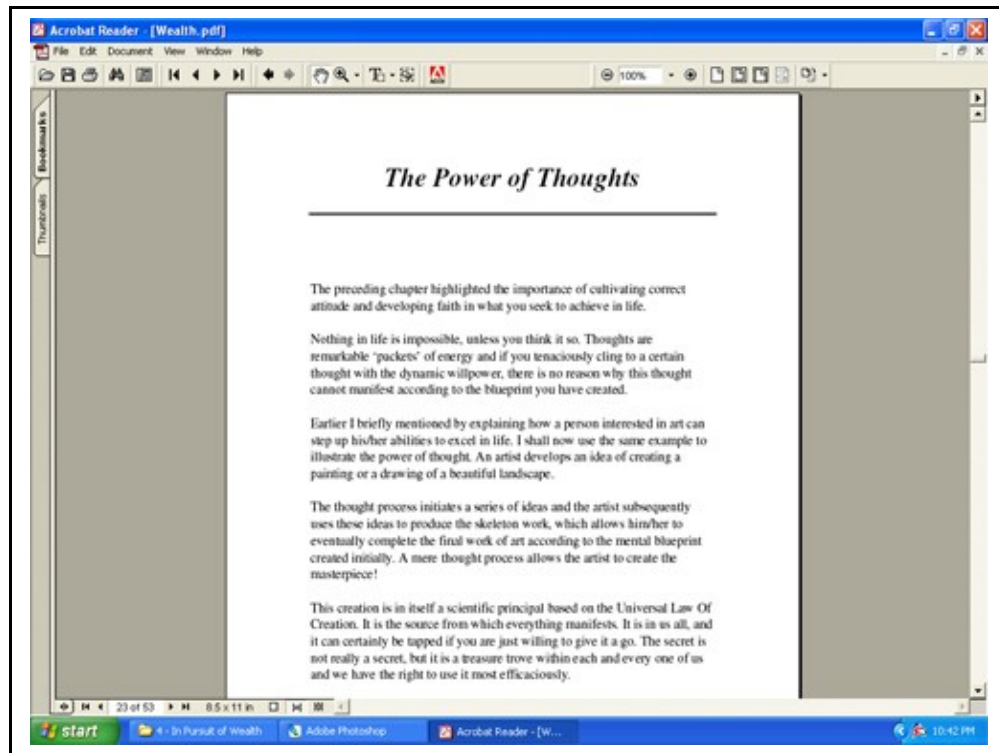 Acrobat Reader - [Wealth.pdf]
File Edit Document View Window Help
100%
Bookmarks
Thumbnails
The Power of Thoughts
The preceding chapter highlighted the importance of cultivating correct
attitude and developing faith in what you seek to achieve in life.
Nothing in life is impossible, unless you think it so. Thoughts are
remarkable 'packets' of energy and if you tenaciously cling to a certain
thought with the dynamic willpower, there is no reason why this thought
cannot manifest according to the blueprint you have created.
Earlier I briefly mentioned by explaining how a person interested in art can
step up his/her abilities to excel in life. I shall now use the same example to
illustrate the power of thought. An artist develops an idea of creating a
painting or a drawing of a beautiful landscape.
The thought process initiates a series of ideas and the artist subsequently
uses these ideas to produce the skeleton work, which allows him/her to
eventually complete the final work of art according to the mental blueprint
created initially. A mere thought process allows the artist to create the
masterpiece!
This creation is in itself a scientific principal based on the Universal Law Of
Creation. It is the source from which everything manifests. It is in us all, and
it can certainly be tapped if you are just willing to give it a go. The secret is
not really a secret, but it is a treasure trove within each and every one of us
and we have the right to use it most efficaciously.
23 of 53 8.5 x 11 in
start 4 - In Pursuit of Wealth Adobe Photoshop Acrobat Reader - [W... 10:42 PM